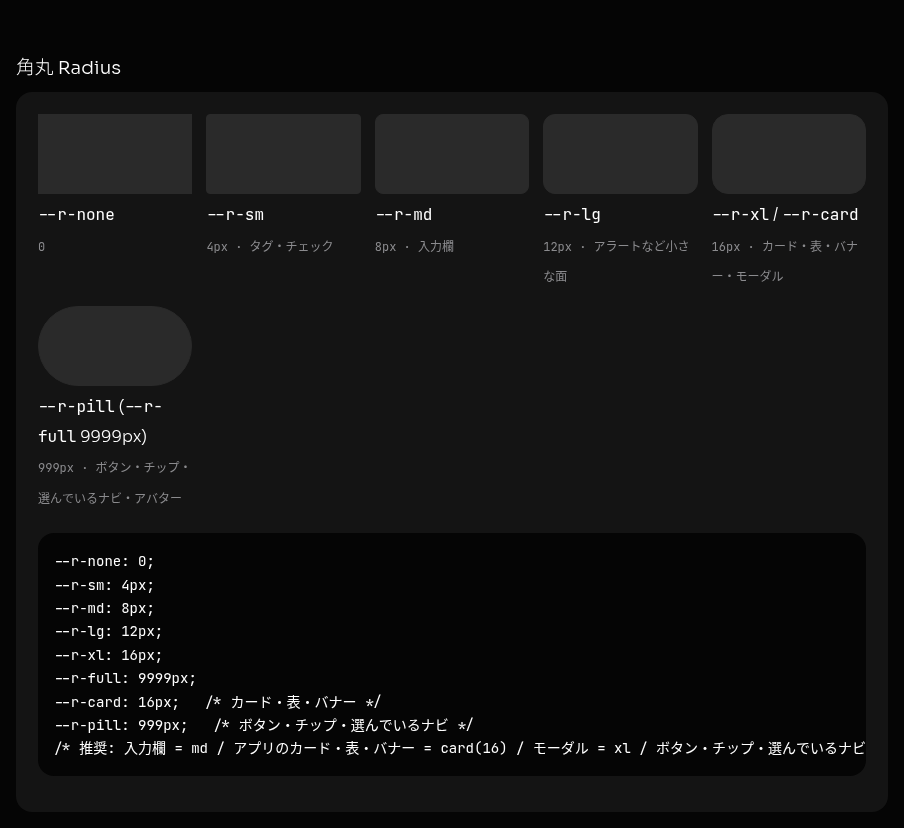 角丸 Radius
--r-none
0
--r-sm
4px · タグ・チェック
--r-md
8px · 入力欄
--r-lg
12px · アラートなど小さ
な面
--r-xl / --r-card
16px · カード・表・バナ
ー・モーダル
--r-pill (--r-
full 9999px)
999px · ボタン・チップ・
選んでいるナビ・アバター
--r-none: 0;
--r-sm: 4px;
--r-md: 8px;
--r-lg: 12px;
--r-xl: 16px;
--r-full: 9999px;
--r-card: 16px;   /* カード・表・バナー */
--r-pill: 999px;   /* ボタン・チップ・選んでいるナビ */
/* 推奨: 入力欄 = md / アプリのカード・表・バナー = card(16) / モーダル = xl / ボタン・チップ・選んでいるナビ